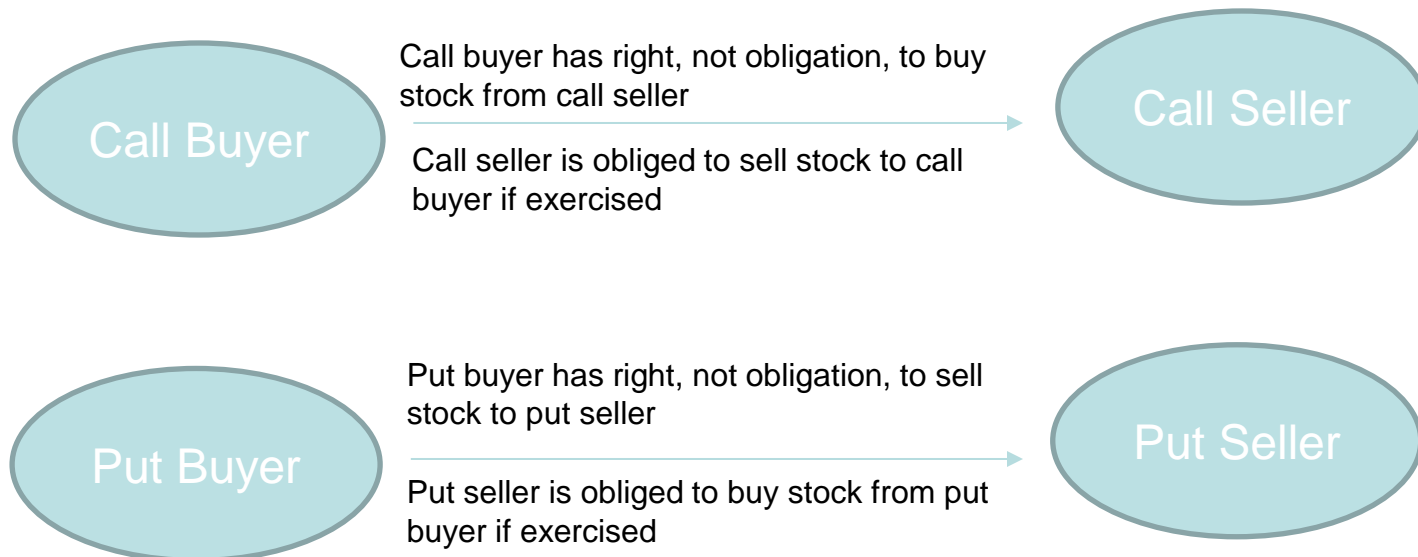 Call Buyer
Call buyer has right, not obligation, to buy
stock from call seller
Call seller is obliged to sell stock to call
buyer if exercised
Call Seller
Put Buyer
Put buyer has right, not obligation, to sell
stock to put seller
Put seller is obliged to buy stock from put
buyer if exercised
Put Seller